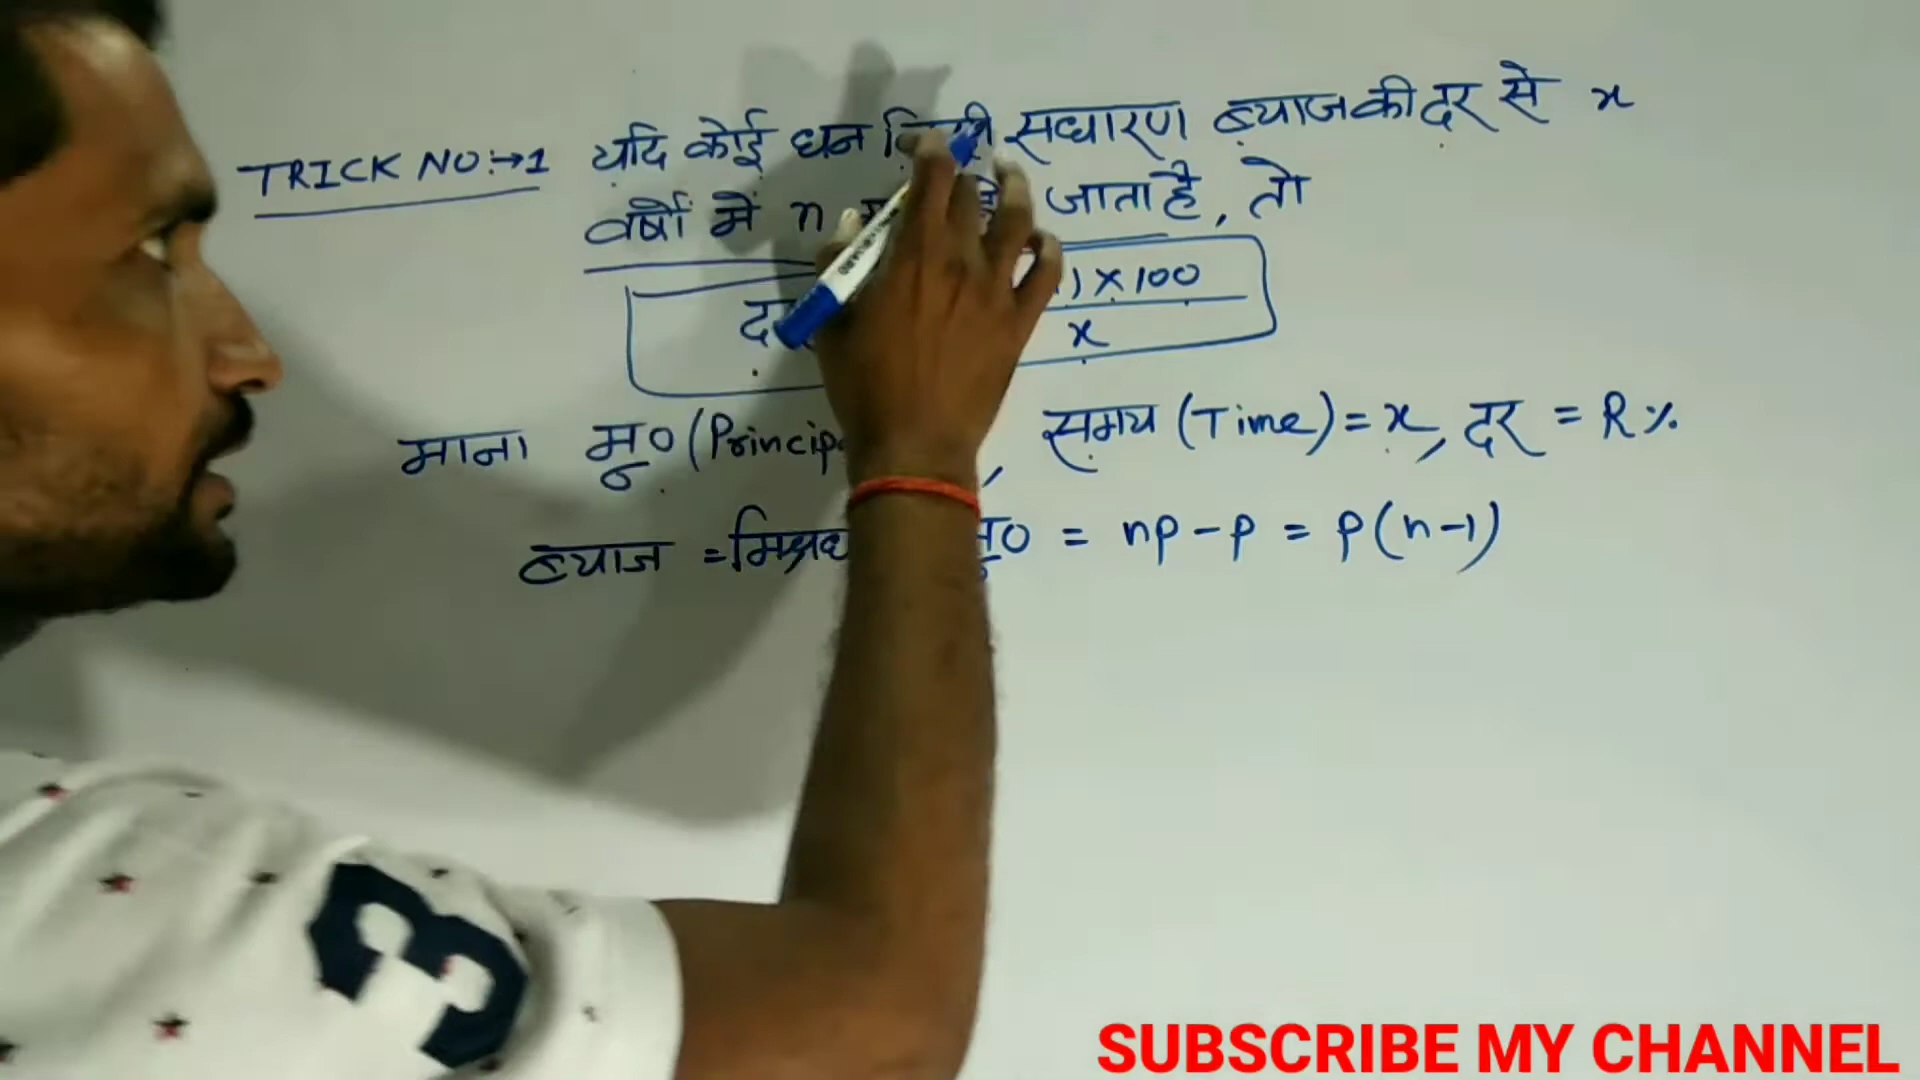 TRICK NO:→1 यदि कोई धन किसी सधारण ब्याज की दर से x
वर्षों में n जाता है, तो
) x 100
x
माना मू० (Princip समय (Time) = x, दर = R%
ब्याज = मिश्रध मू० = np - p = p(n-1)
SUBSCRIBE MY CHANNEL